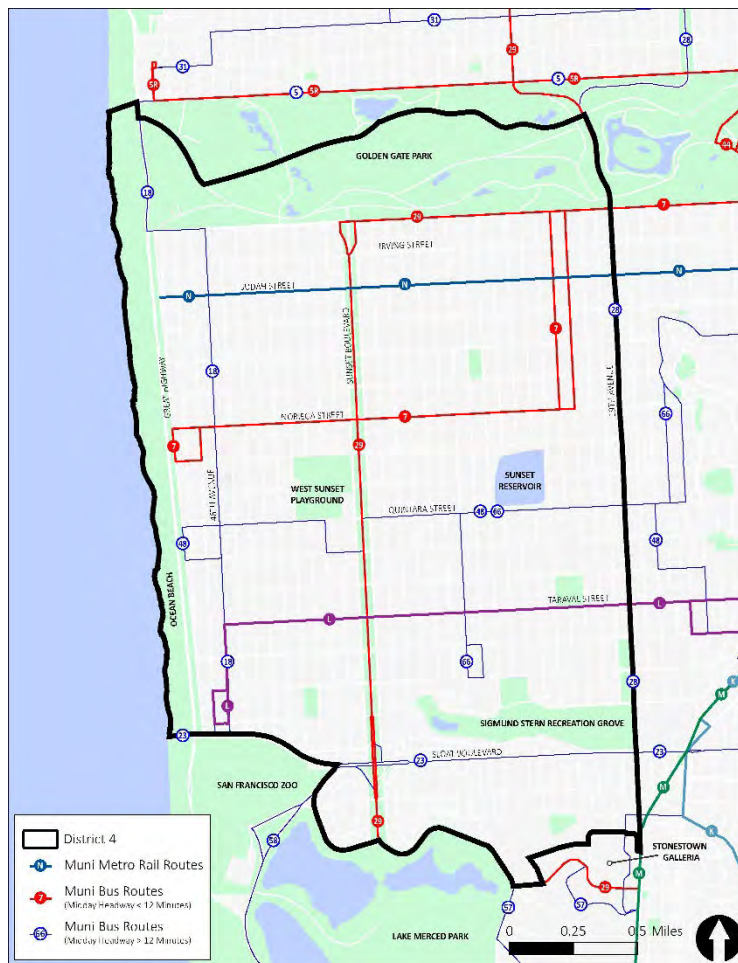 31
28
29
5R
5
5R
5
5R
44
GOLDEN GATE PARK
18
29
7
IRVING STREET
JUDAH STREET
N
N
N
SUNSET BOULEVARD
28
7
18
GREAT HIGHWAY
19TH AVENUE
66
NORIEGA STREET
7
7
29
46TH AVENUE
WEST SUNSET
PLAYGROUND
SUNSET
RESERVOIR
QUINTARA STREET
48
66
48
48
OCEAN BEACH
TARAVAL STREET
L
L
18
66
28
K
M
L
SIGMUND STERN RECREATION GROVE
23
SLOAT BOULEVARD
23
23
SAN FRANCISCO ZOO
M
29
K
58
STONESTOWN
GALLERIA
M
29
57
57
LAKE MERCED PARK
0
0.25
0.5 Miles
District 4
N
Muni Metro Rail Routes
7
Muni Bus Routes
(Midday Headway < 12 Minutes)
66
Muni Bus Routes
(Midday Headway > 12 Minutes)